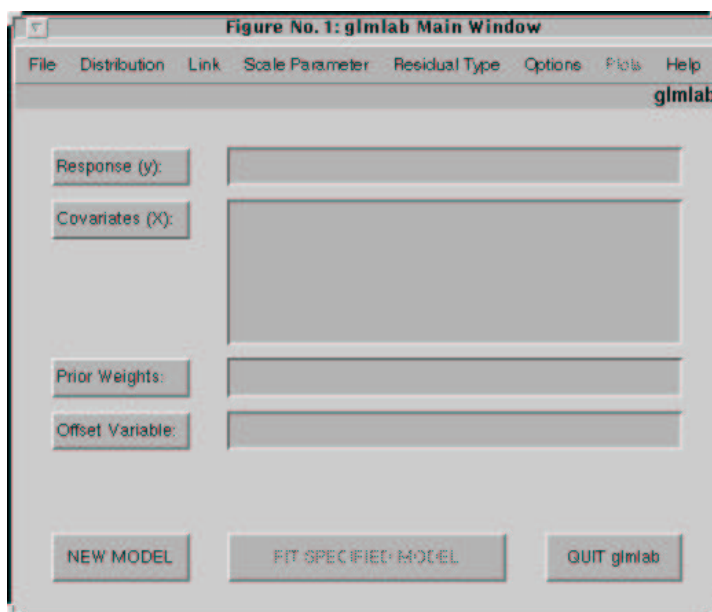 Figure No. 1: glmlab Main Window
File Distribution Link Scale Parameter Residual Type Options Plots Help
glmlab
Response (y):
Covariates (X):
Prior Weights:
Offset Variable:
NEW MODEL FIT SPECIFIED MODEL QUIT glmlab